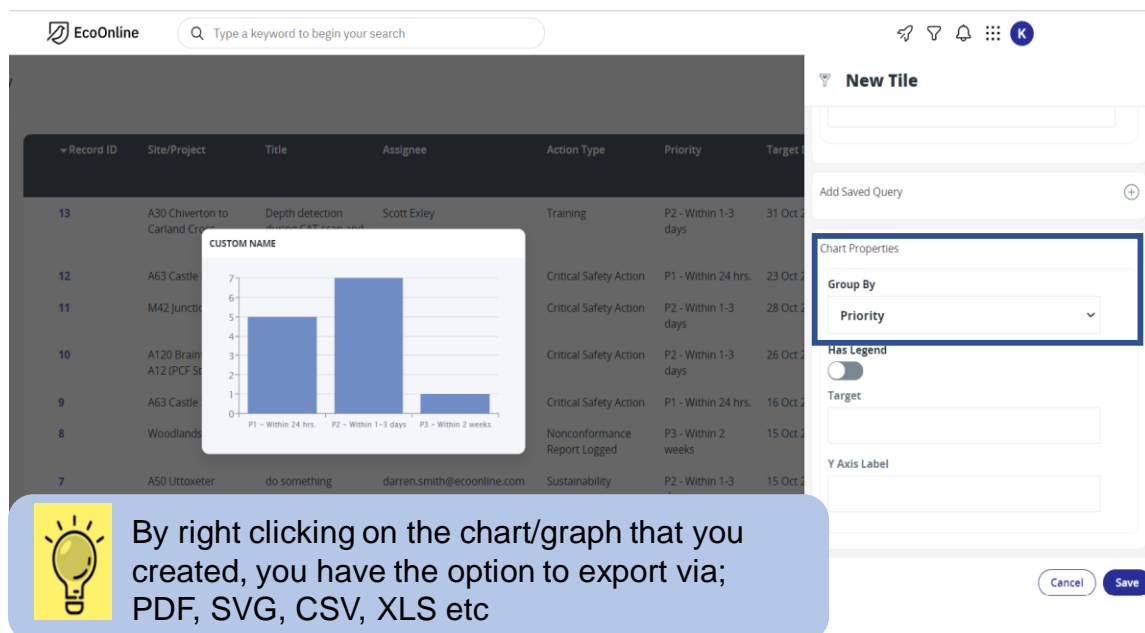 EcoOnline
Type a keyword to begin your search
K
New Tile
Record ID Site/Project Title Assignee Action Type Priority Target
Add Saved Query
13 A30 Chiverton to Depth detection Scott Exley Training P2 - Within 1-3 31 Oct 2
Carland Cross during CAT scan and days
CUSTOM NAME
Chart Properties
12 A63 Castle Critical Safety Action P1 - Within 24 hrs. 23 Oct 2
Group By
Priority
11 M42 Junctio Critical Safety Action P2 - Within 1-3 28 Oct 2
days
10 A120 Brain Critical Safety Action P2 - Within 1-3 26 Oct 2
A12 (PCF St days
Has Legend
9 A63 Castle Critical Safety Action P1 - Within 24 hrs. 16 Oct 2
Target
8 Woodlands Nonconformance P3 - Within 2 15 Oct 2
Report Logged weeks
7
6
5
4
3
2
1
0
P1 - Within 24 hrs. P2 - Within 1-3 days P3 - Within 2 weeks
Y Axis Label
7 A50 Uttoxeter do something darren.smith@ecoonline.com Sustainability P2 - Within 1-3 15 Oct 2
By right clicking on the chart/graph that you
created, you have the option to export via;
PDF, SVG, CSV, XLS etc
Cancel Save